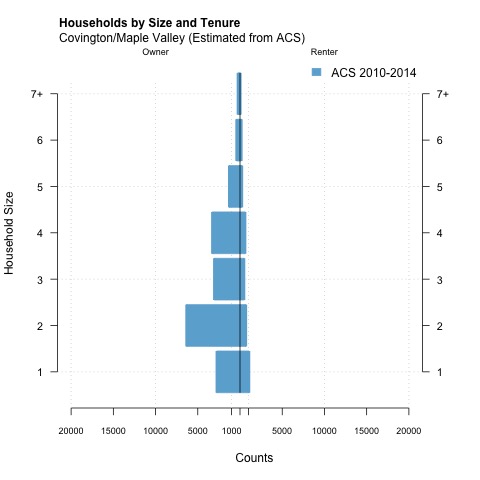 Households by Size and Tenure
Covington/Maple Valley (Estimated from ACS)
Owner Renter
ACS 2010-2014
7+ 7+
6 6
5 5
4 4
3 3
2 2
1 1
Household Size
20000 15000 10000 5000 1000 5000 10000 15000 20000
Counts